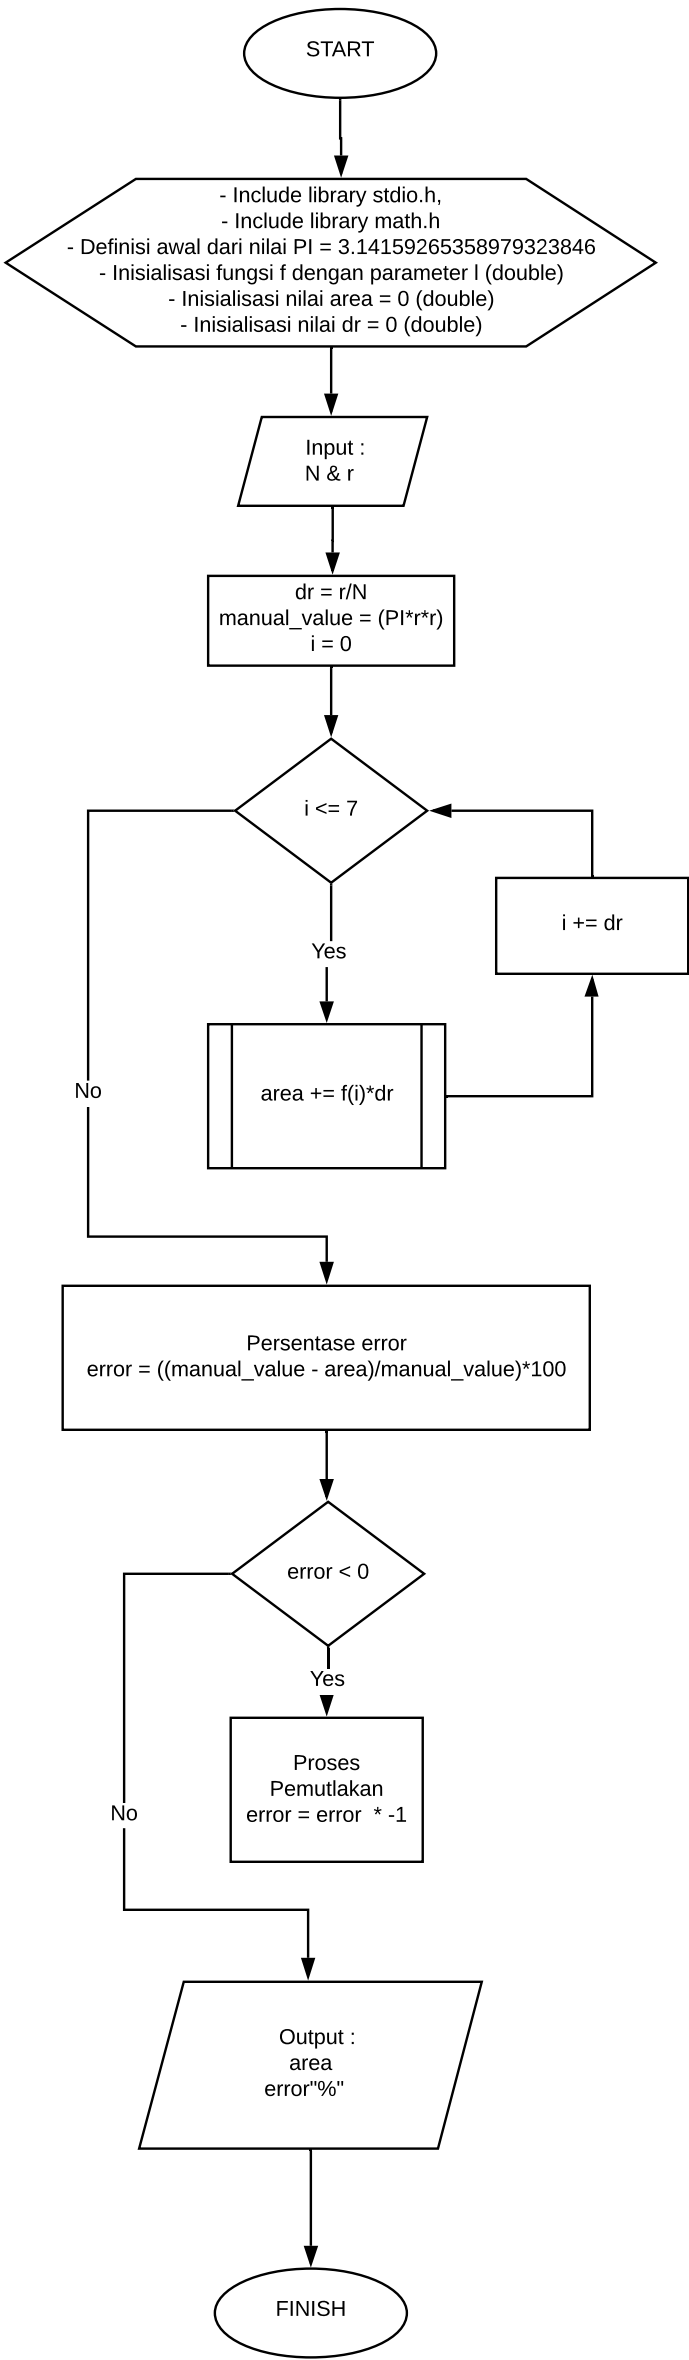 START
- Include library stdio.h,
- Include library math.h
- Definisi awal dari nilai PI = 3.14159265358979323846
- Inisialisasi fungsi f dengan parameter l (double)
- Inisialisasi nilai area = 0 (double)
- Inisialisasi nilai dr = 0 (double)
Input :
N & r
dr = r/N
manual_value = (PI*r*r)
i = 0
i <= 7
i += dr
Yes
area += f(i)*dr
No
Persentase error
error = ((manual_value - area)/manual_value)*100
error < 0
Yes
Proses
Pemutlakan
error = error  * -1
No
Output :
area
error"%"
FINISH